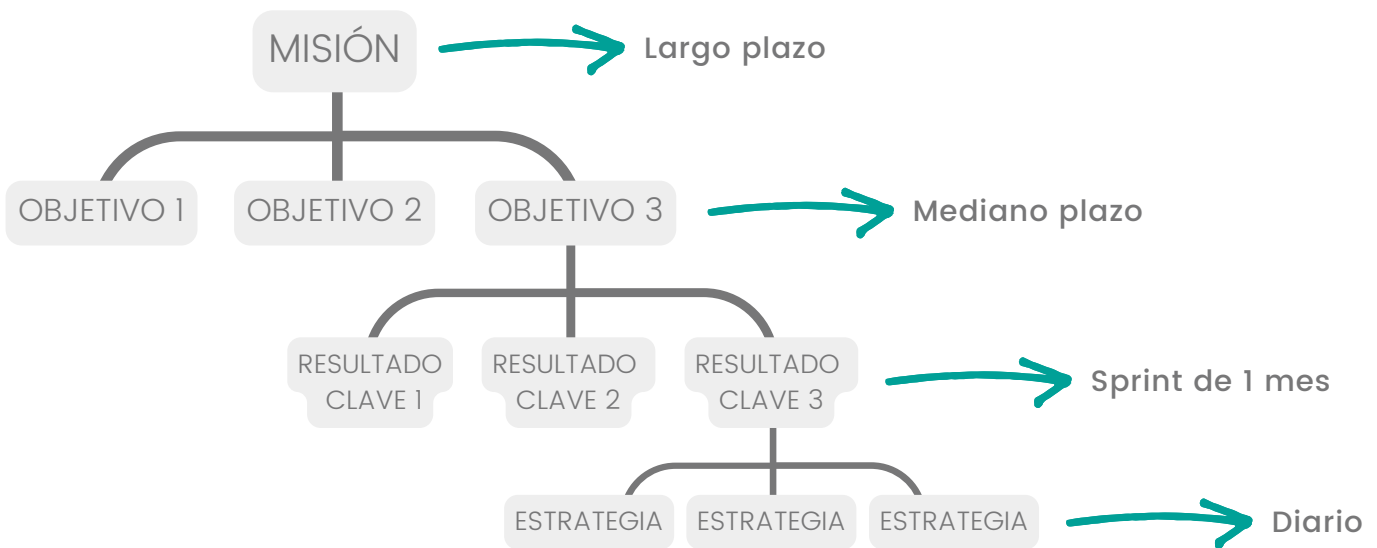 MISIÓN
Largo plazo
OBJETIVO 1
OBJETIVO 2
OBJETIVO 3
Mediano plazo
RESULTADO
CLAVE 1
RESULTADO
CLAVE 2
RESULTADO
CLAVE 3
Sprint de 1 mes
ESTRATEGIA
ESTRATEGIA
ESTRATEGIA
Diario